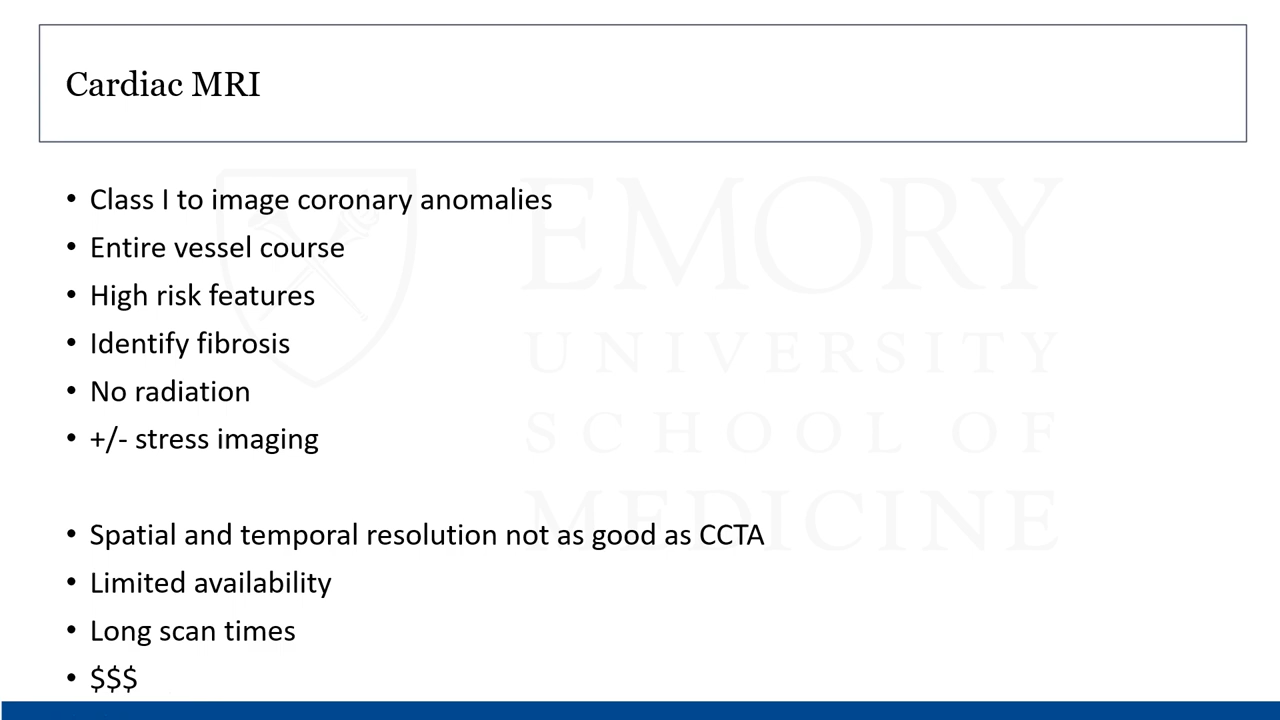 Cardiac MRI
• Class I to image coronary anomalies
• Entire vessel course
• High risk features
• Identify fibrosis
• No radiation
• +/- stress imaging
• Spatial and temporal resolution not as good as CCTA
• Limited availability
• Long scan times
• $$$
EMORY
UNIVERSITY
SCHOOL OF
MEDICINE